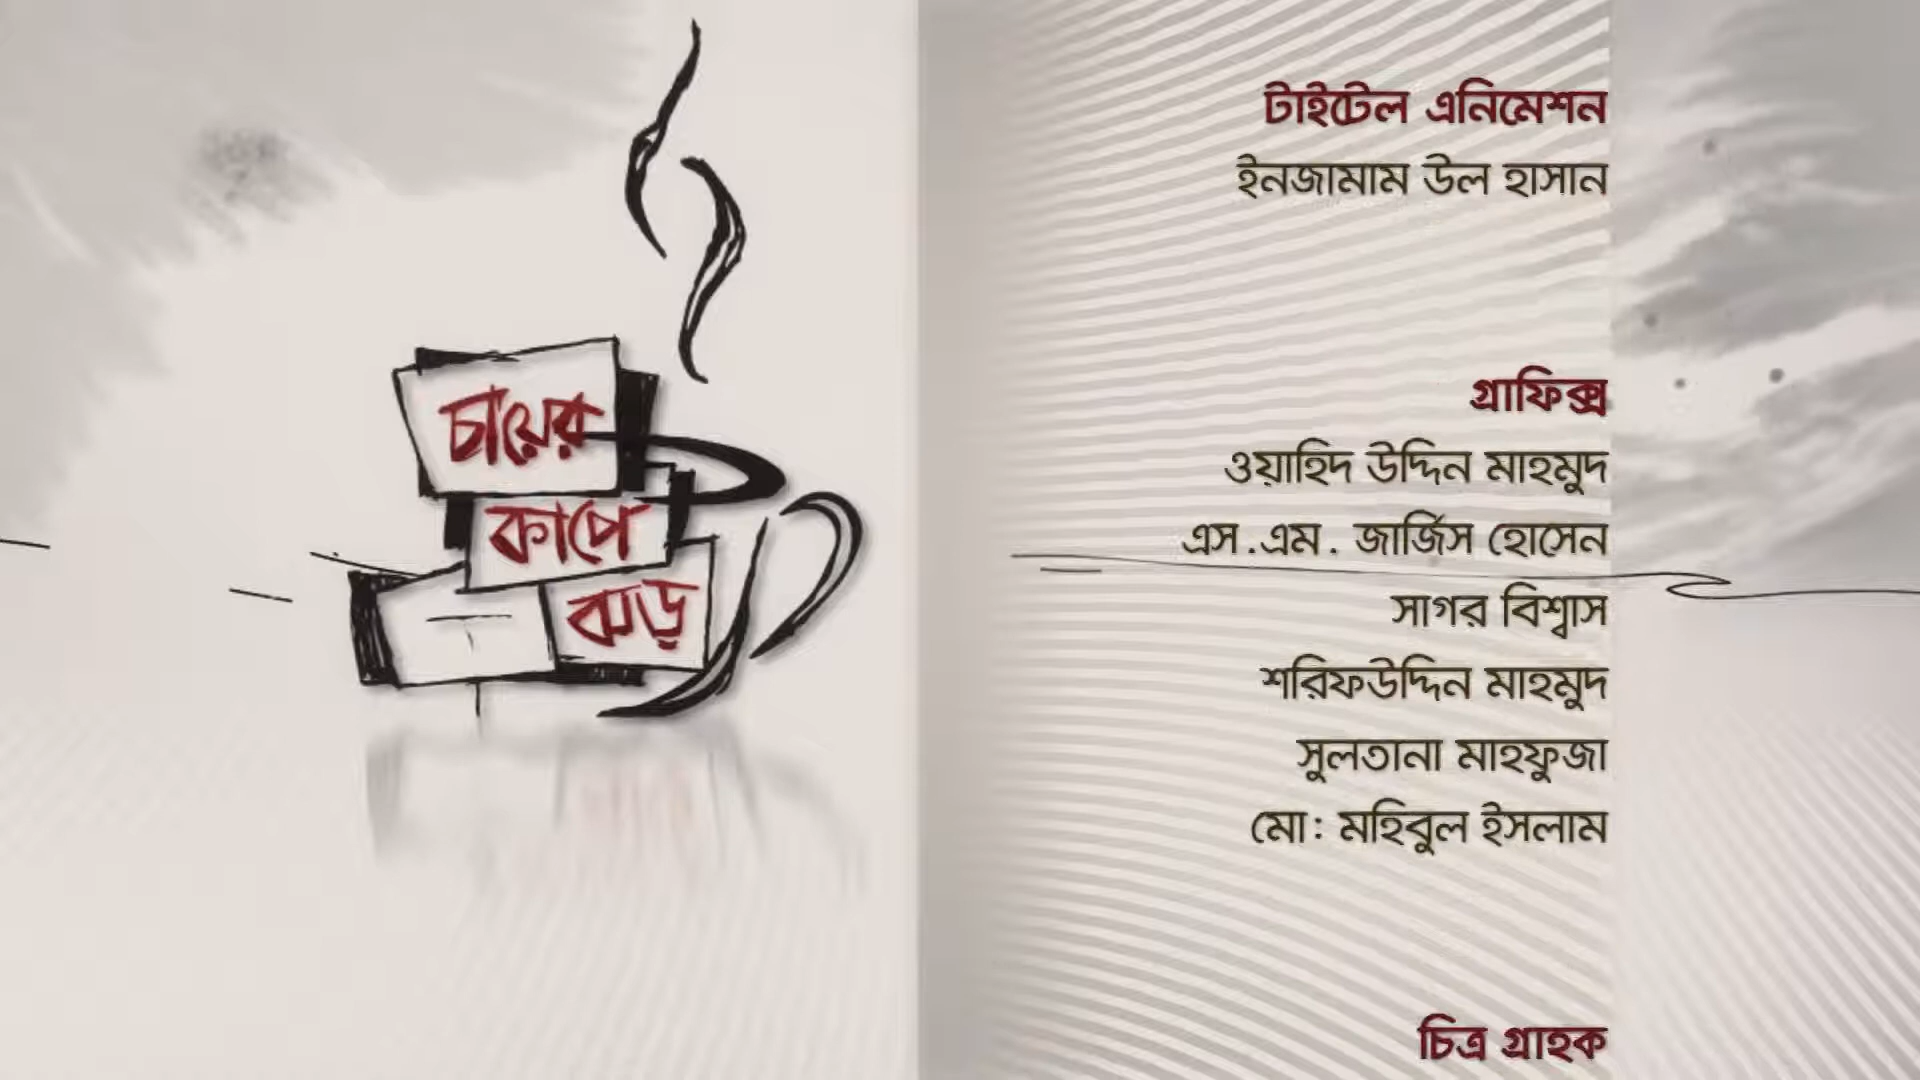 চায়ের
কাপে
ঝড়
টাইটেল এনিমেশন
ইনজামাম উল হাসান
গ্রাফিক্স
ওয়াহিদ উদ্দিন মাহমুদ
এস.এম. জার্জিস হোসেন
সাগর বিশ্বাস
শরিফউদ্দিন মাহমুদ
সুলতানা মাহফুজা
মো: মহিবুল ইসলাম
চিত্র গ্রাহক